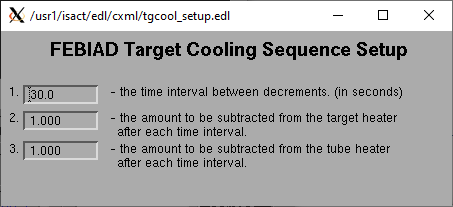 /usr1/isact/edl/cxml/tgcool_setup.edl
FEBIAD Target Cooling Sequence Setup
1. 30.0 - the time interval between decrements. (in seconds)
2. 1.000 - the amount to be subtracted from the target heater
after each time interval.
3. 1.000 - the amount to be subtracted from the tube heater
after each time interval.